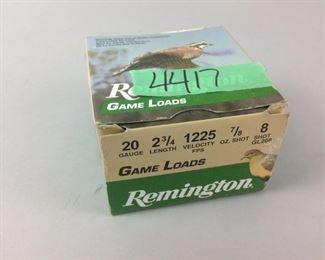 4417
Remington
GAME LOADS
20 2 3/4 1225 7/8 8
GAUGE LENGTH VELOCITY FPS OZ. SHOT SHOT GL208
GAME LOADS
Remington